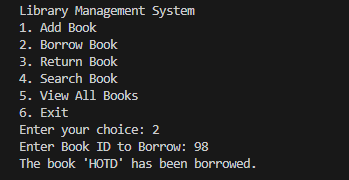 Library Management System
1. Add Book
2. Borrow Book
3. Return Book
4. Search Book
5. View All Books
6. Exit
Enter your choice: 2
Enter Book ID to Borrow: 98
The book 'HOTD' has been borrowed.